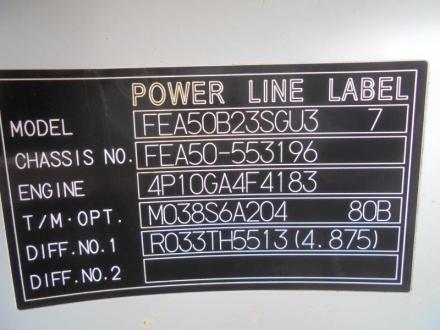 POWER LINE LABEL
MODEL FEA50B23SGU3 7
CHASSIS NO. FEA50-553196
ENGINE 4P10GA4F4183
T/M·OPT. M038S6A204 80B
DIFF.NO.1 R033TH5513(4.875)
DIFF.NO.2